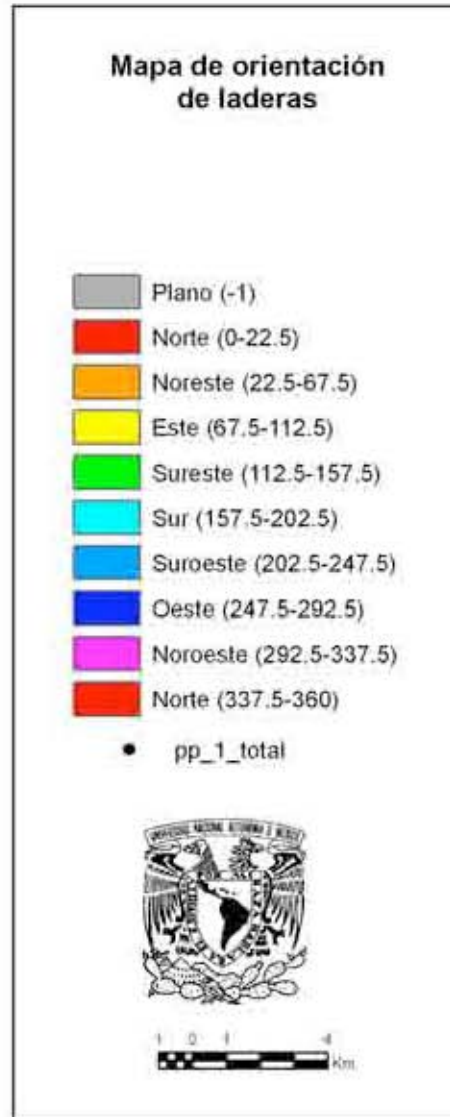 Mapa de orientación
de laderas
Plano (-1)
Norte (0-22.5)
Noreste (22.5-67.5)
Este (67.5-112.5)
Sureste (112.5-157.5)
Sur (157.5-202.5)
Suroeste (202.5-247.5)
Oeste (247.5-292.5)
Noroeste (292.5-337.5)
Norte (337.5-360)
pp_1_total
1 0 1 4
Km